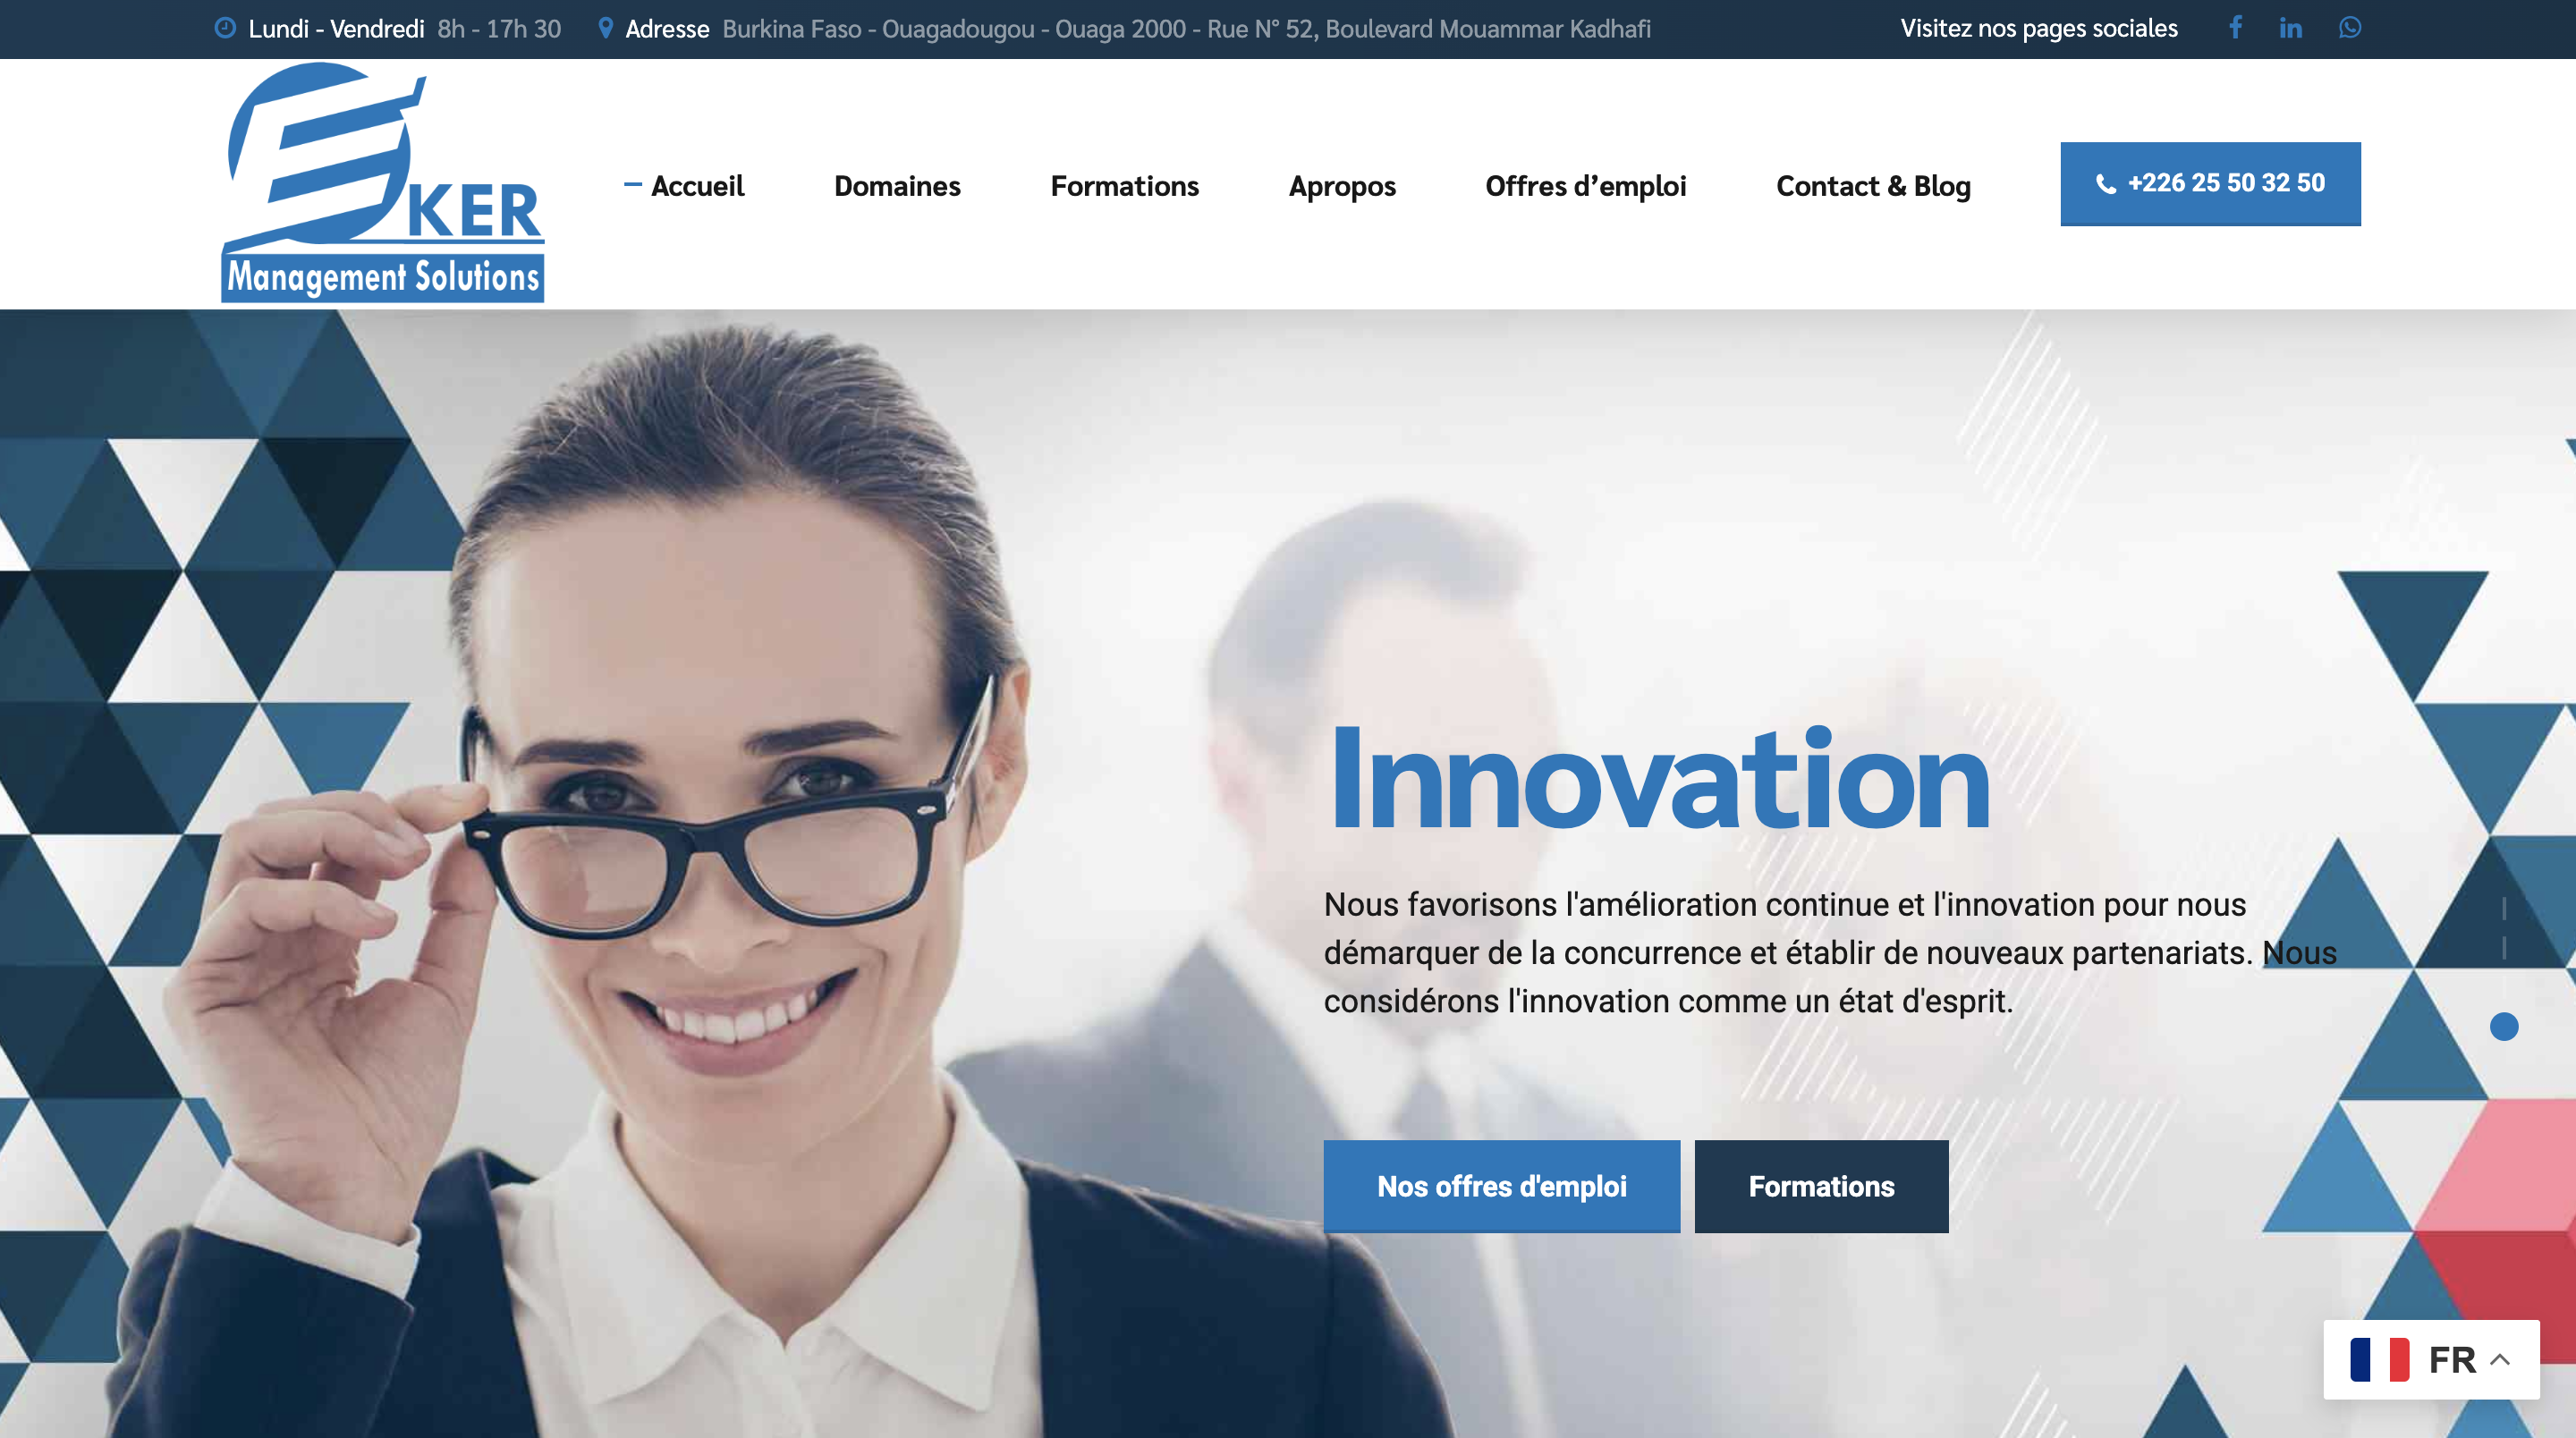 Lundi - Vendredi 8h - 17h 30 Adresse Burkina Faso - Ouagadougou - Ouaga 2000 - Rue N° 52, Boulevard Mouammar Kadhafi Visitez nos pages sociales
KER
Management Solutions
Accueil Domaines Formations Apropos Offres d’emploi Contact & Blog +226 25 50 32 50
Innovation
Nous favorisons l'amélioration continue et l'innovation pour nous
démarquer de la concurrence et établir de nouveaux partenariats. Nous
considérons l'innovation comme un état d'esprit.
Nos offres d'emploi Formations
FR